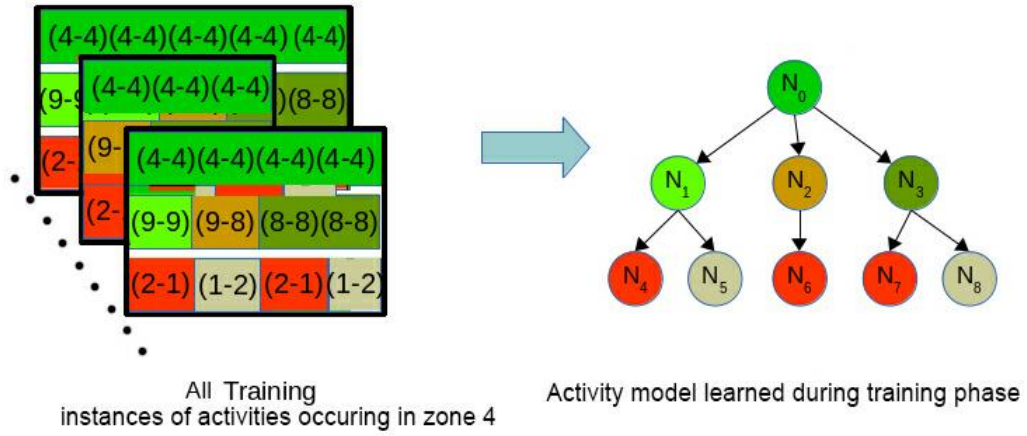 (4-4)(4-4)(4-4)(4-4) (4-4)
(9-9 )(8-8)
(2-
(4-4)(4-4)(4-4)
(9-
(2-
(4-4)(4-4)(4-4)(4-4)
(9-9) (9-8) (8-8)(8-8)
(2-1) (1-2) (2-1) (1-2)
N0
N1 N2 N3
N4 N5 N6 N7 N8
All Training
instances of activities occuring in zone 4
Activity model learned during training phase